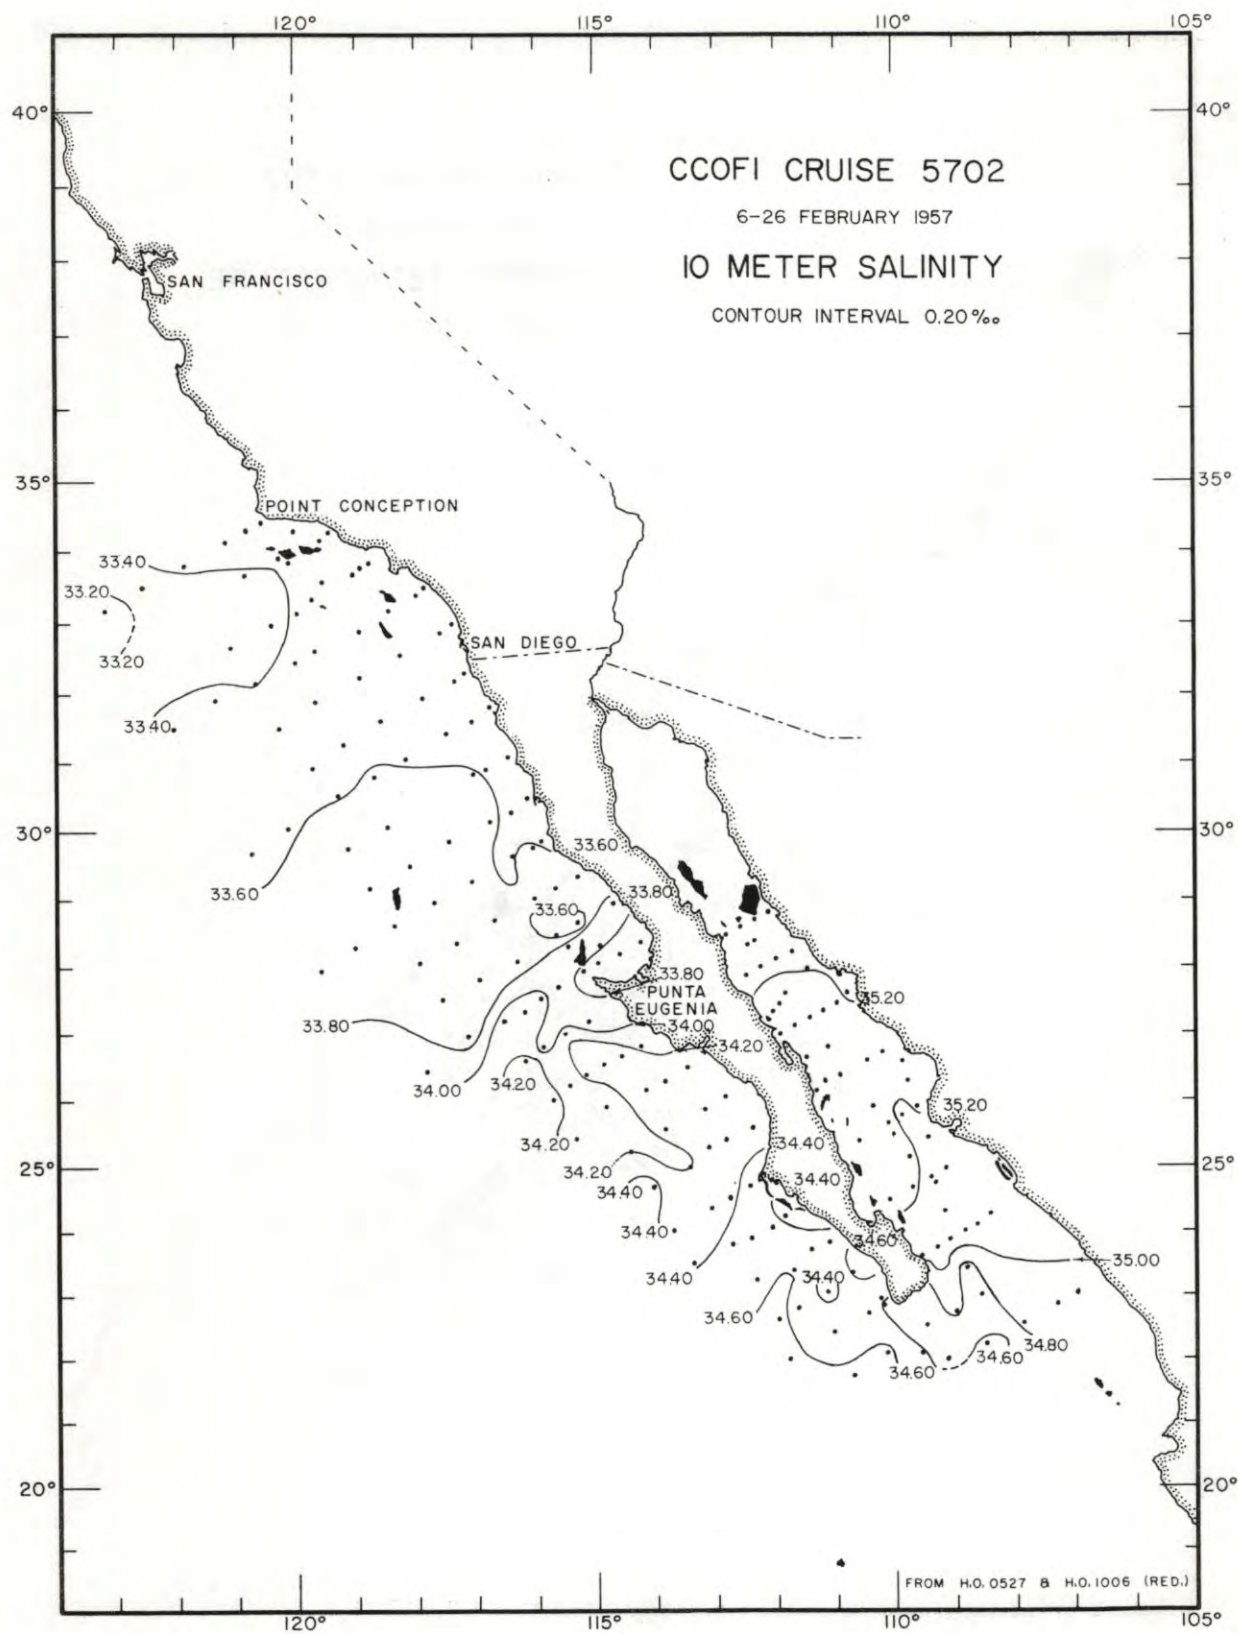 120° 115° 110° 105°
40° 40°
CCOFI CRUISE 5702
6-26 FEBRUARY 1957
10 METER SALINITY
CONTOUR INTERVAL 0.20‰
SAN FRANCISCO
35° 35°
POINT CONCEPTION
33.40
33.20
SAN DIEGO
33.20
33.40
30° 30°
33.60
33.60
33.80
33.60
33.80
PUNTA
EUGENIA
35.20
33.80
34.00
34.20
34.00
34.20
35.20
34.20
34.40
34.20
25° 25°
34.40
34.40
34.40
34.60
35.00
34.40
34.40
34.60
34.80
34.60
34.60
20° 20°
FROM H.O. 0527 & H.O. 1006 (RED.)
120° 115° 110° 105°